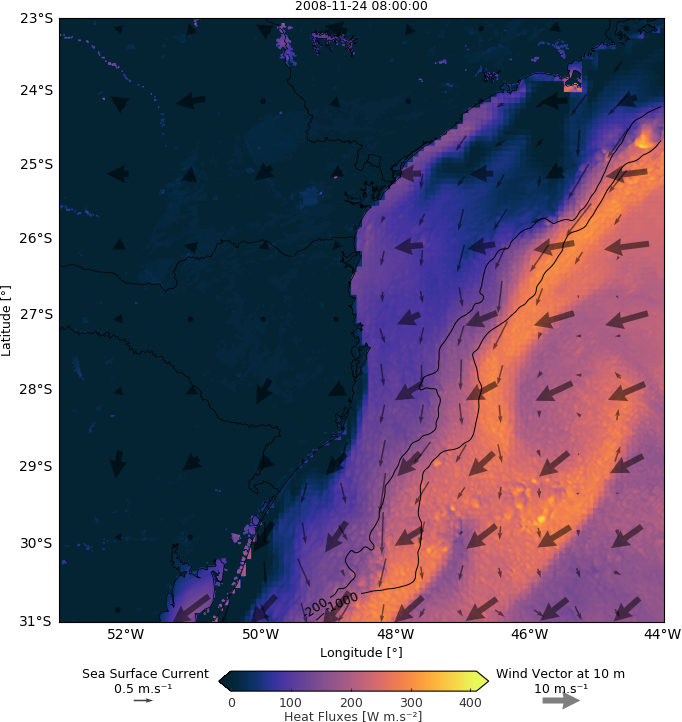 2008-11-24 08:00:00
23°S
24°S
25°S
26°S
27°S
28°S
29°S
30°S
31°S
Latitude [°]
200
1000
52°W 50°W 48°W 46°W 44°W
Longitude [°]
Sea Surface Current
0.5 m.s⁻¹
Wind Vector at 10 m
10 m.s⁻¹
0 100 200 300 400
Heat Fluxes [W m.s⁻²]